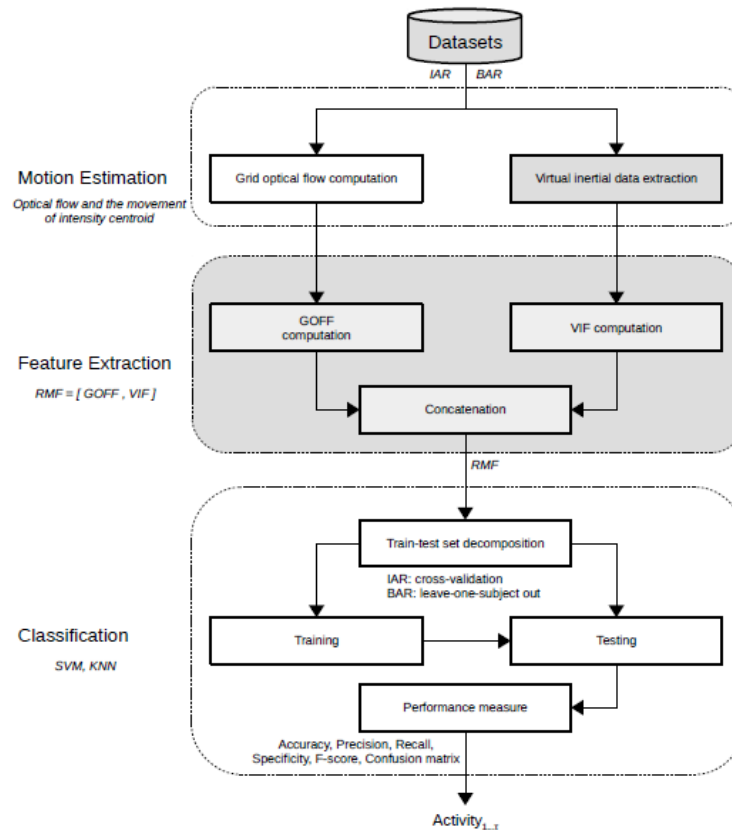 Datasets
IAR BAR
Motion Estimation
Optical flow and the movement
of intensity centroid
Grid optical flow computation
Virtual inertial data extraction
Feature Extraction
RMF = [ GOFF , VIF ]
GOFF
computation
VIF computation
Concatenation
RMF
Classification
SVM, KNN
Train-test set decomposition
IAR: cross-validation
BAR: leave-one-subject out
Training
Testing
Performance measure
Accuracy, Precision, Recall,
Specificity, F-score, Confusion matrix
Activity